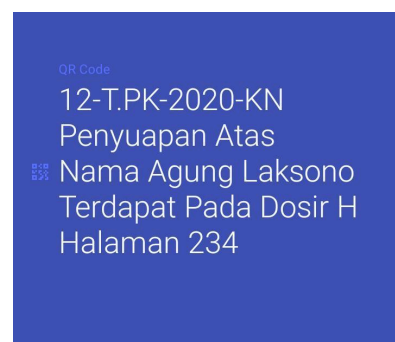 QR Code
12-T.PK-2020-KN
Penyuapan Atas
Nama Agung Laksono
Terdapat Pada Dosir H
Halaman 234